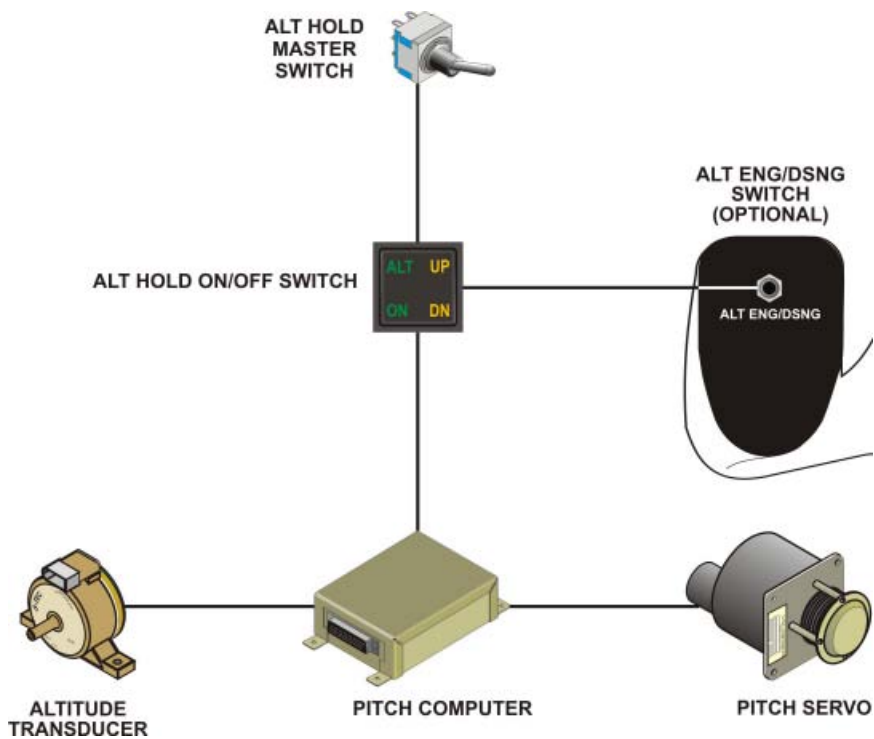 ALT HOLD
MASTER
SWITCH
ALT ENG/DSNG
SWITCH
(OPTIONAL)
ALT HOLD ON/OFF SWITCH
ALT UP
ON DN
ALT ENG/DSNG
ALTITUDE
TRANSDUCER
PITCH COMPUTER
PITCH SERVO